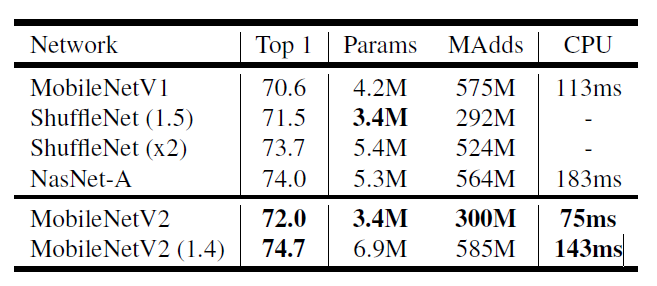 Network Top 1 Params MAdds CPU
MobileNetV1 70.6 4.2M 575M 113ms
ShuffleNet (1.5) 71.5 3.4M 292M -
ShuffleNet (x2) 73.7 5.4M 524M -
NasNet-A 74.0 5.3M 564M 183ms
MobileNetV2 72.0 3.4M 300M 75ms
MobileNetV2 (1.4) 74.7 6.9M 585M 143ms